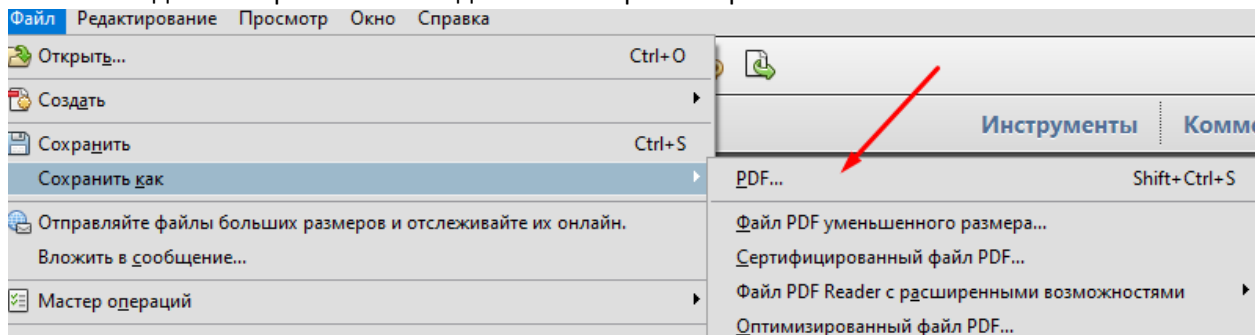 Файл Редактирование Просмотр Окно Справка
Открыть... Ctrl+O
Создать
Инструменты
Сохранить Ctrl+S
Сохранить как
PDF... Shift+Ctrl+S
Отправляйте файлы больших размеров и отслеживайте их онлайн.
Файл PDF уменьшенного размера...
Вложить в сообщение...
Сертифицированный файл PDF...
Мастер операций
Файл PDF Reader с расширенными возможностями
Оптимизированный файл PDF...